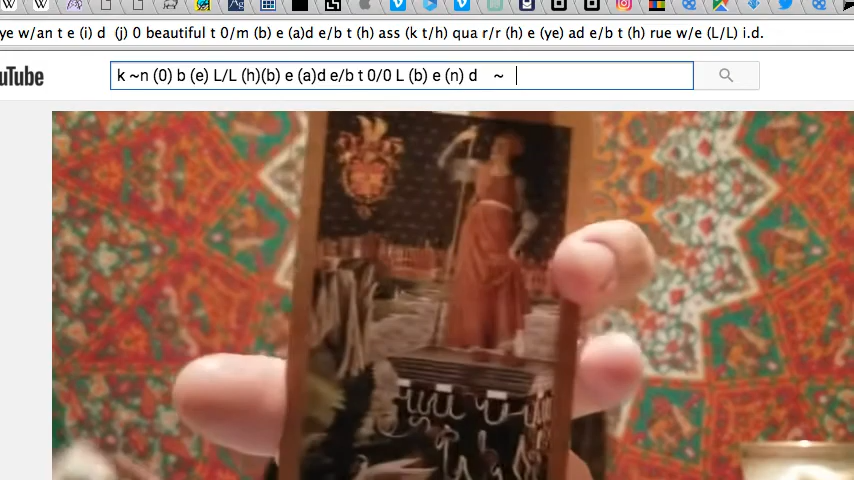 ye w/an t e (i) d (j) 0 beautiful t 0/m (b) e (a)d e/b t (h) ass (k t/h) qua r/r (h) e (ye) ad e/b t (h) rue w/e (L/L) i.d.
uTube
k ~n (0) b (e) L/L (h)(b) e (a)d e/b t 0/0 L (b) e (n) d ~